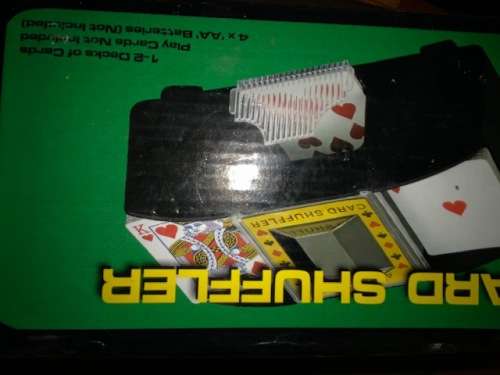 ARD SHUFFLER
K
CARD SHUFFLER
1-2 Decks of Cards
Play Cards Not Included
4 x 'AA' Batteries (Not Included)